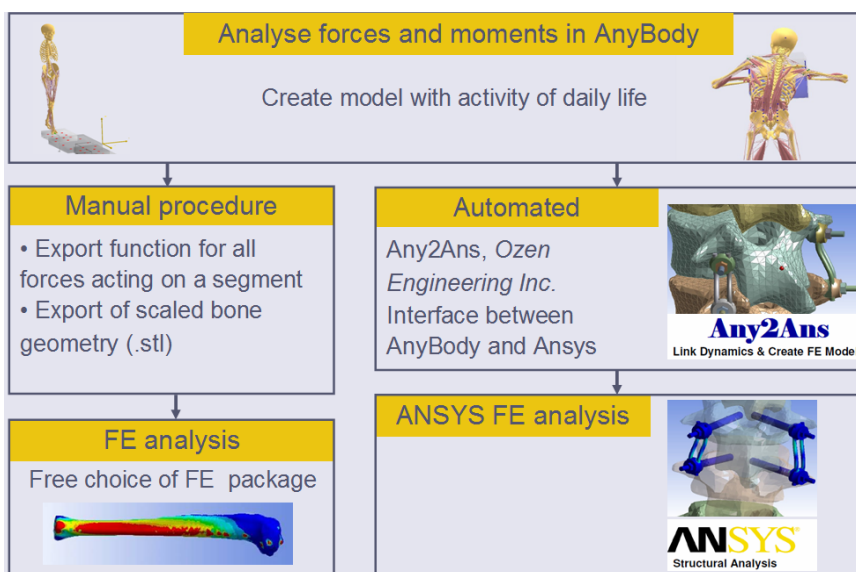 Analyse forces and moments in AnyBody
Create model with activity of daily life
Manual procedure
• Export function for all
forces acting on a segment
• Export of scaled bone
geometry (.stl)
FE analysis
Free choice of FE package
Automated
Any2Ans, Ozen
Engineering Inc.
Interface between
AnyBody and Ansys
Any2Ans
Link Dynamics & Create FE Model
ANSYS FE analysis
ANSYS
Structural Analysis